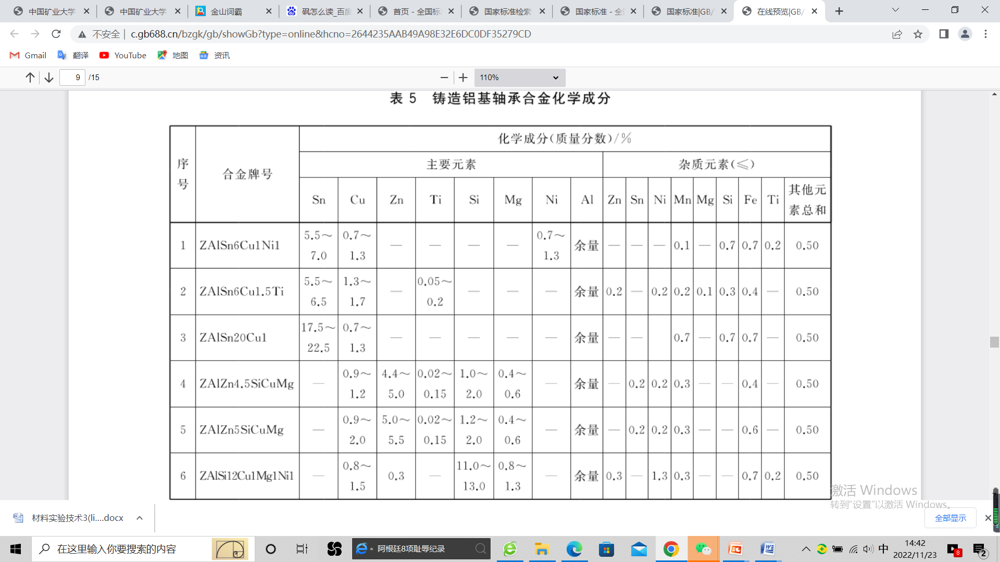 中国矿业大学
中国矿业大学
金山词霸
砜怎么读_百度
首页 - 全国标
国家标准检索
国家标准 - 全
国家标准|GB/
在线预览|GB/
不安全 | c.gb688.cn/bzgk/gb/showGb?type=online&hcno=2644235AAB49A98E32E6DC0DF35279CD
Gmail 翻译 YouTube 地图 资讯
9 /15 110%
表 5 铸造铝基轴承合金化学成分
序号 合金牌号 化学成分(质量分数)/%
主要元素 杂质元素(≤)
Sn Cu Zn Ti Si Mg Ni Al Zn Sn Ni Mn Mg Si Fe Ti 其他元素总和
1 ZAlSn6Cu1Ni1 5.5~7.0 0.7~1.3 — — — — 0.7~1.3 余量 — — — 0.1 — 0.7 0.7 0.2 0.50
2 ZAlSn6Cu1.5Ti 5.5~6.5 1.3~1.7 — 0.05~0.2 — — — 余量 0.2 — 0.2 0.2 0.1 0.3 0.4 — 0.50
3 ZAlSn20Cu1 17.5~22.5 0.7~1.3 — — — — — 余量 — — 0.7 — 0.7 0.7 — 0.50
4 ZAlZn4.5SiCuMg — 0.9~1.2 4.4~5.0 0.02~0.15 1.0~2.0 0.4~0.6 — 余量 — 0.2 0.2 0.3 — — 0.4 — 0.50
5 ZAlZn5SiCuMg — 0.9~2.0 5.0~5.5 0.02~0.15 1.2~2.0 0.4~0.6 — 余量 — 0.2 0.2 0.3 — — 0.6 — 0.50
6 ZAlSi12Cu1Mg1Ni1 — 0.8~1.5 0.3 — 11.0~13.0 0.8~1.3 — 余量 0.3 — 1.3 0.3 — — 0.7 0.2 0.50
激活 Windows
转到“设置”以激活 Windows。
材料实验技术3(li....docx
全部显示
在这里输入你要搜索的内容
阿根廷8项耻辱纪录
中
14:42
2022/11/23
8
2